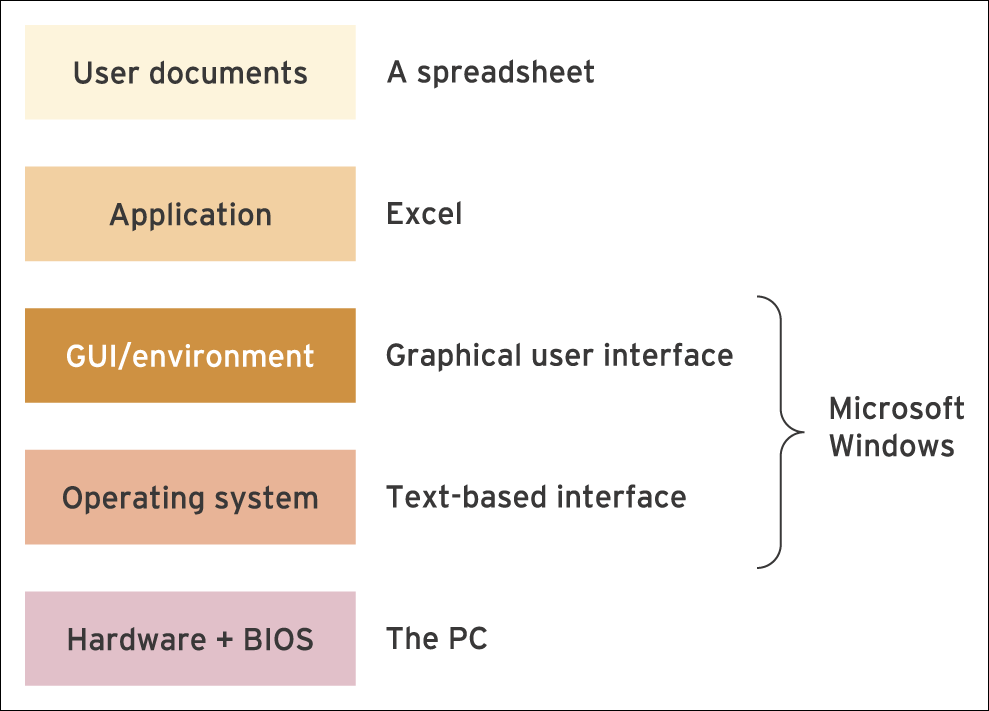 User documents
A spreadsheet
Application
Excel
GUI/environment
Graphical user interface
Microsoft
Windows
Operating system
Text-based interface
Hardware + BIOS
The PC